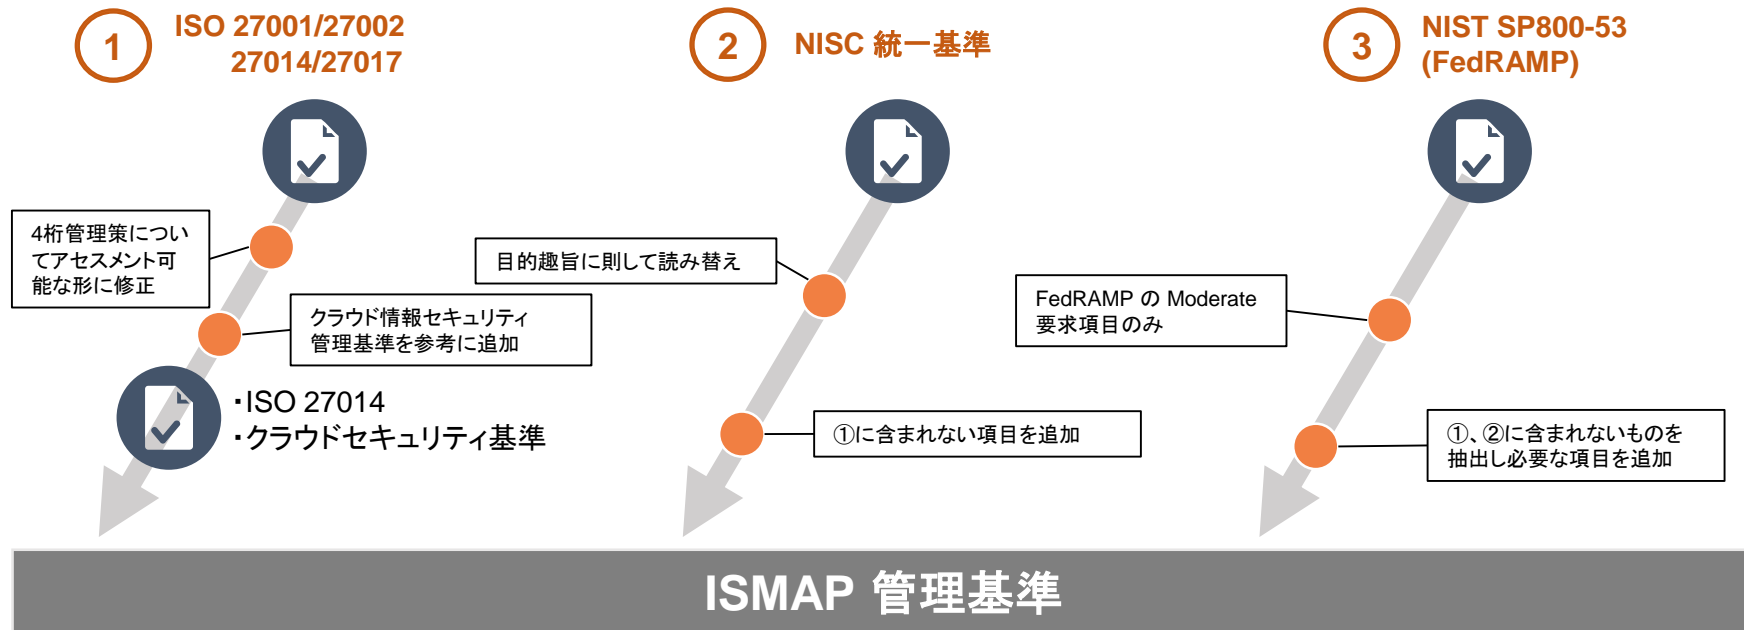 1
ISO 27001/27002
27014/27017
4桁管理策につい
てアセスメント可
能な形に修正
クラウド情報セキュリティ
管理基準を参考に追加
・ISO 27014
・クラウドセキュリティ基準
2
NISC 統一基準
目的趣旨に則して読み替え
①に含まれない項目を追加
3
NIST SP800-53
(FedRAMP)
FedRAMP の Moderate
要求項目のみ
①、②に含まれないものを
抽出し必要な項目を追加
ISMAP 管理基準